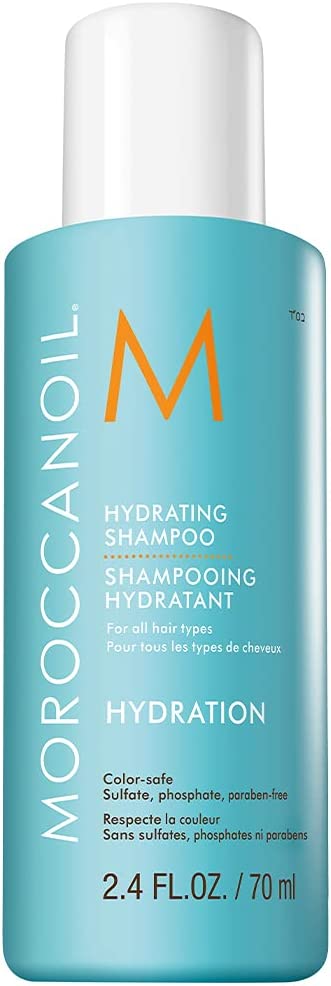 MOROCCANOIL®
M
HYDRATING
SHAMPOO
SHAMPOOING
HYDRATANT
For all hair types
Pour tous les types de cheveux
HYDRATION
Color-safe
Sulfate, phosphate, paraben-free
Respecte la couleur
Sans sulfates, phosphates ni parabens
2.4 FL.OZ. / 70 ml